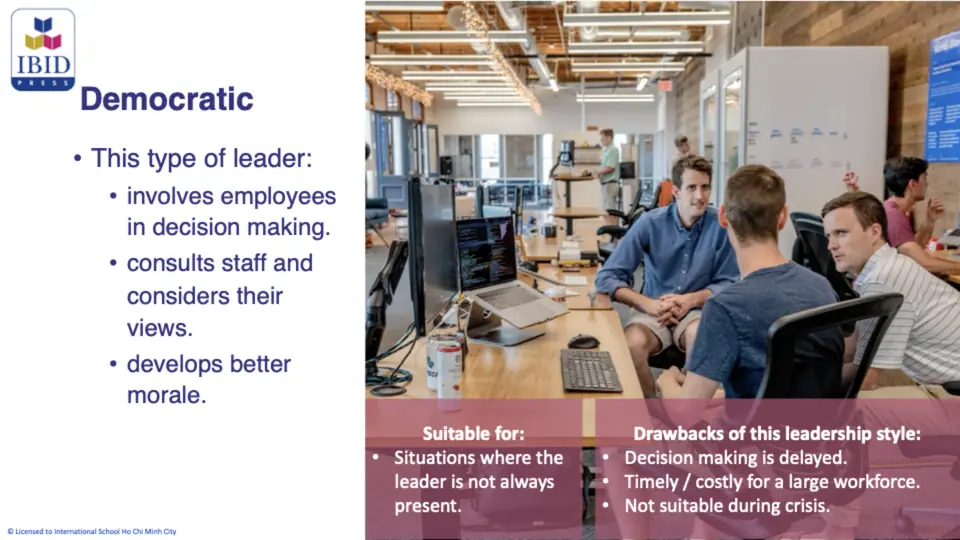 IBID
PRESS
Democratic
• This type of leader:
• involves employees
in decision making.
• consults staff and
considers their
views.
• develops better
morale.
Suitable for:
• Situations where the
leader is not always
present.
Drawbacks of this leadership style:
• Decision making is delayed.
• Timely / costly for a large workforce.
• Not suitable during crisis.
© Licensed to International School Ho Chi Minh City